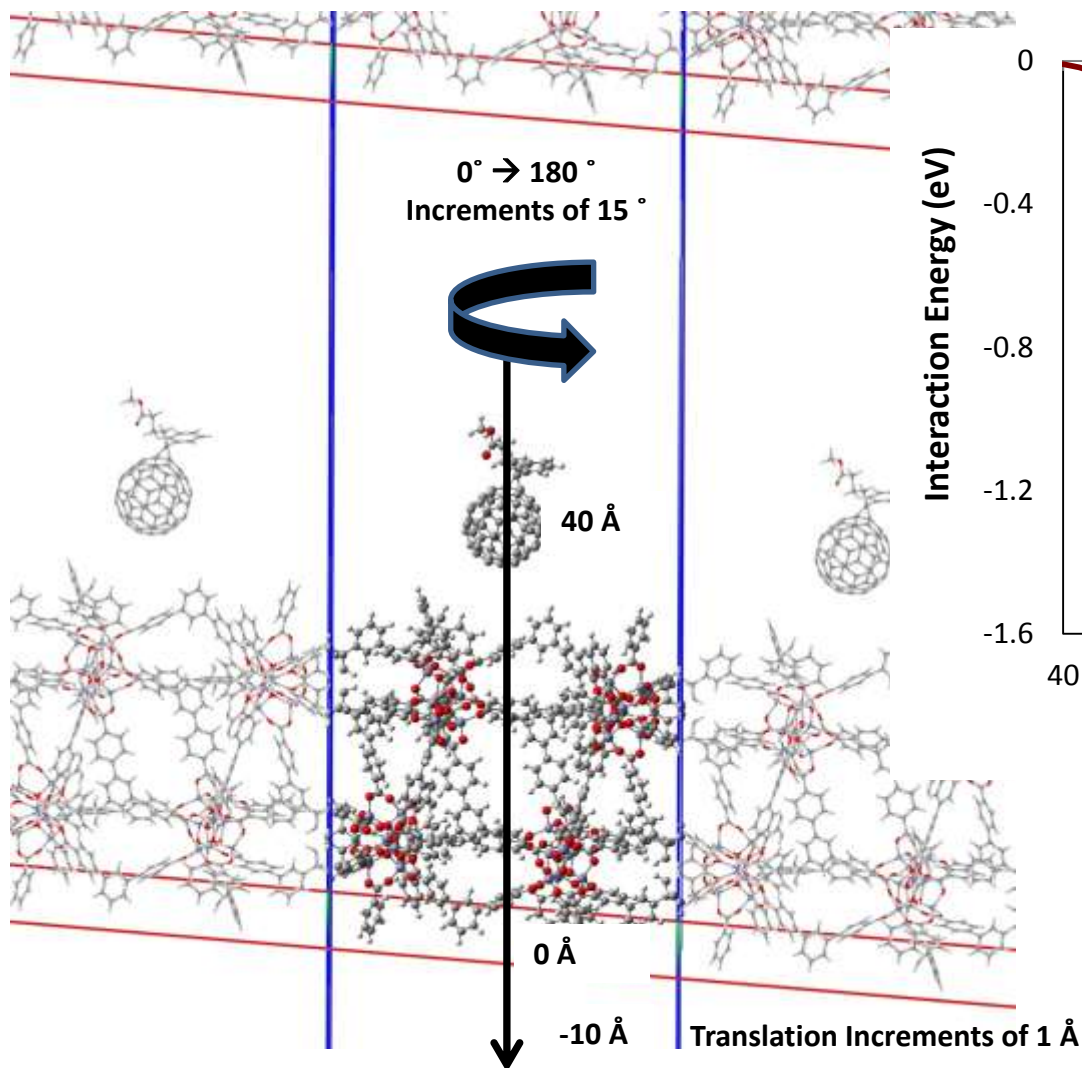 0˚ → 180 ˚
Increments of 15 ˚
40 Å
0 Å
-10 Å
Translation Increments of 1 Å
Interaction Energy (eV)
0
-0.4
-0.8
-1.2
-1.6
40